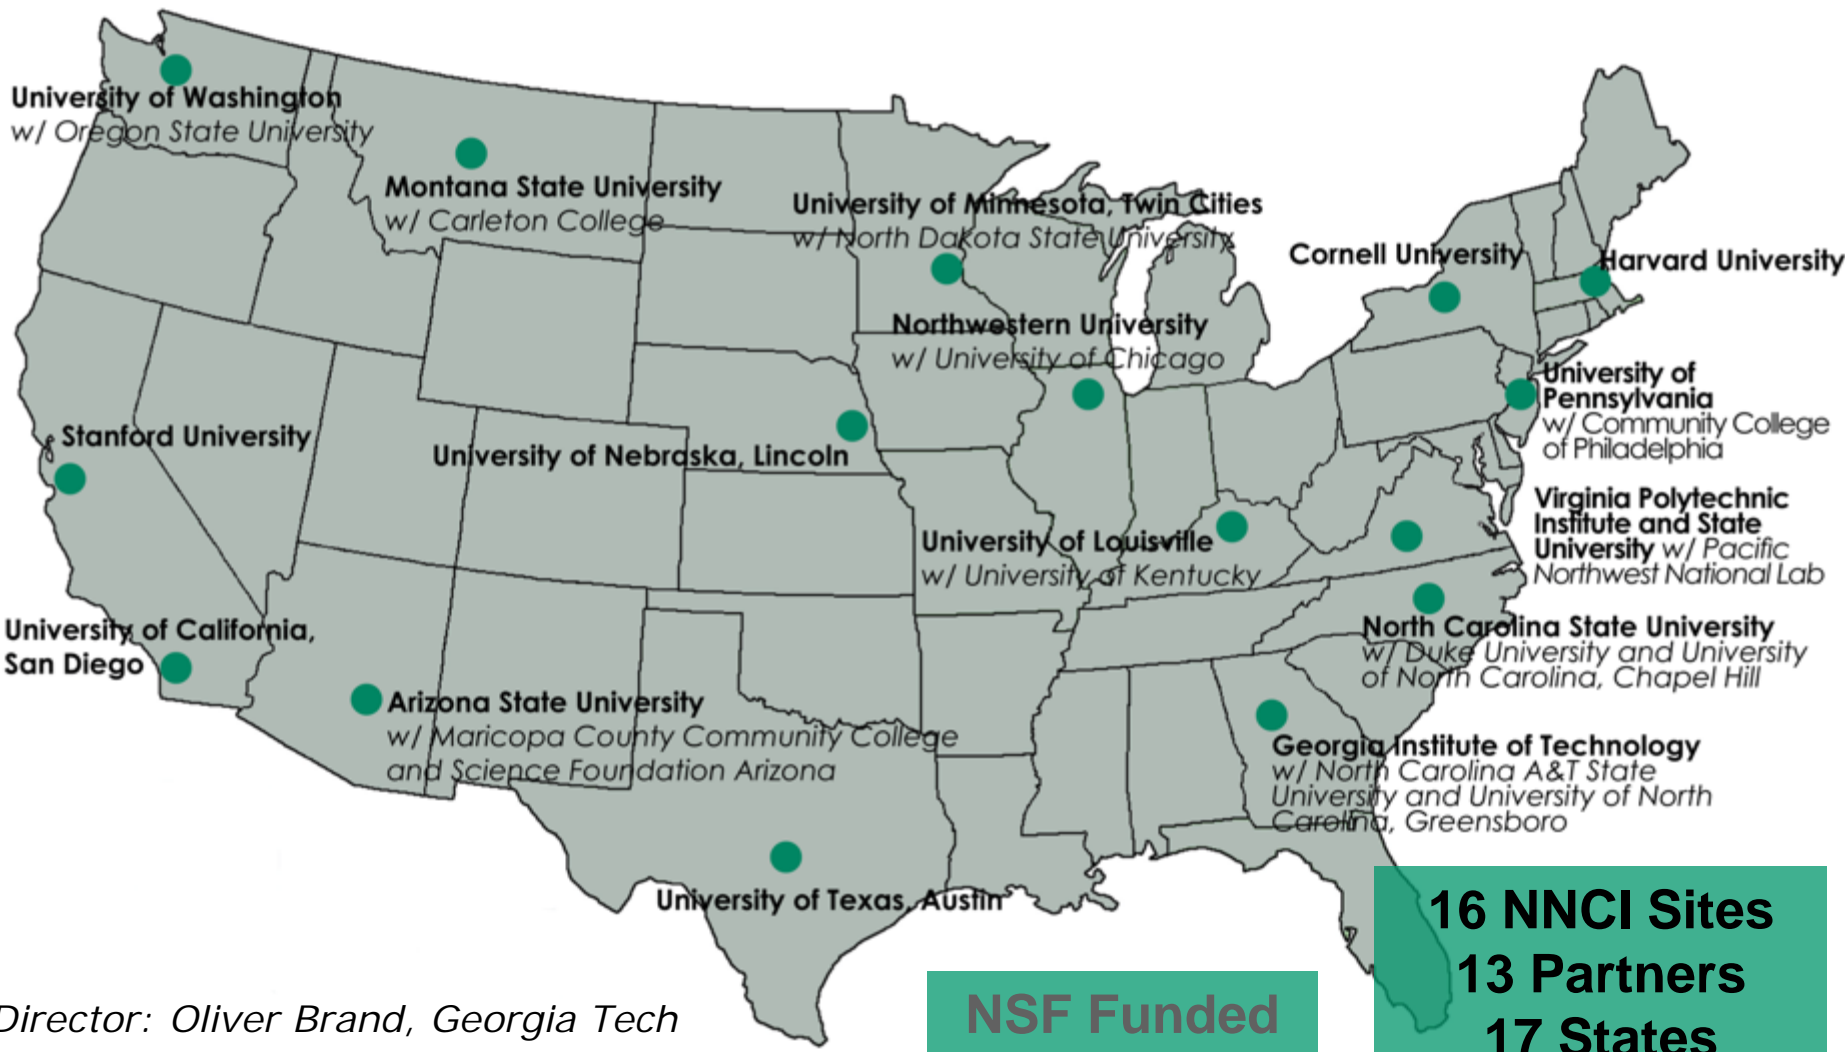 University of Washington
w/ Oregon State University
Montana State University
w/ Carleton College
University of Minnesota, Twin Cities
w/ North Dakota State University
Cornell University
Harvard University
Northwestern University
w/ University of Chicago
University of
Pennsylvania
w/ Community College
of Philadelphia
Stanford University
University of Nebraska, Lincoln
Virginia Polytechnic
Institute and State
University w/ Pacific
Northwest National Lab
University of Louisville
w/ University of Kentucky
University of California,
San Diego
North Carolina State University
w/ Duke University and University
of North Carolina, Chapel Hill
Arizona State University
w/ Maricopa County Community College
and Science Foundation Arizona
Georgia Institute of Technology
w/ North Carolina A&T State
University and University of North
Carolina, Greensboro
University of Texas, Austin
16 NNCI Sites
13 Partners
17 States
NSF Funded
Director: Oliver Brand, Georgia Tech